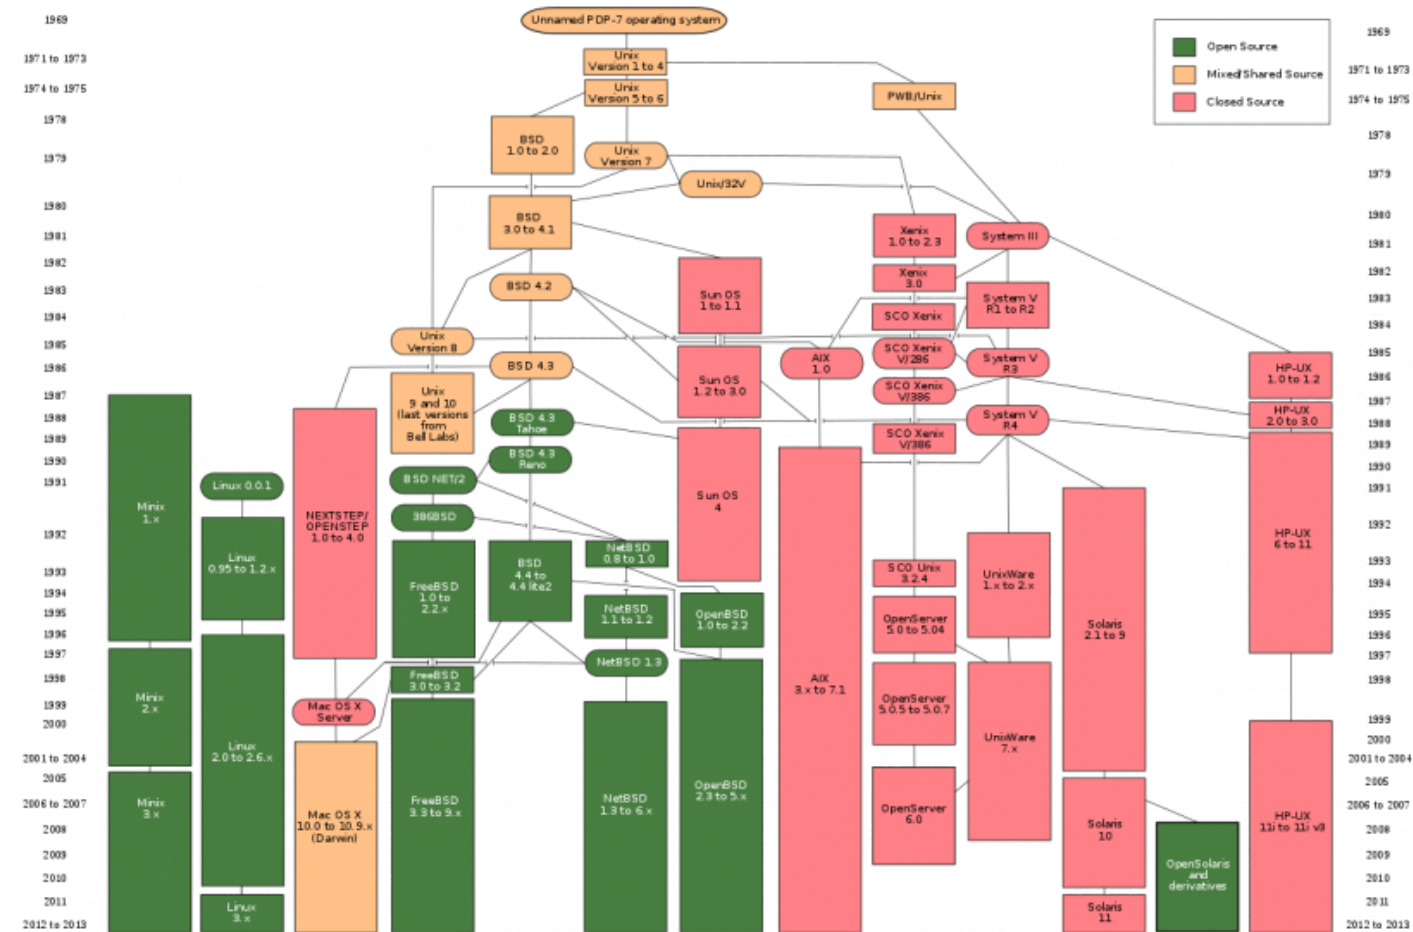 1969
1971 to 1973
1974 to 1975
1978
1979
1980
1981
1982
1983
1984
1985
1986
1987
1988
1989
1990
1991
1992
1993
1994
1995
1996
1997
1998
1999
2000
2001 to 2004
2005
2006 to 2007
2008
2009
2010
2011
2012 to 2013
Unnamed PDP-7 operating system
Unix
Version 1 to 4
Unix
Version 5 to 6
PWB/Unix
BSD
1.0 to 2.0
Unix
Version 7
Unix/32V
BSD
3.0 to 4.1
Xenix
1.0 to 2.3
System III
Xenix
3.0
BSD 4.2
Sun OS
1 to 1.1
System V
R1 to R2
SCO Xenix
Unix
Version 8
SCO Xenix
V/286
AIX
1.0
System V
R3
BSD 4.3
HP-UX
1.0 to 1.2
Sun OS
1.2 to 3.0
SCO Xenix
V/386
Unix
9 and 10
(last versions
from
Bell Labs)
HP-UX
2.0 to 3.0
BSD 4.3
Tahoe
System V
R4
SCO Xenix
V/386
BSD 4.3
Reno
BSD NET/2
Linux 0.0.1
Sun OS
4
Minix
1.x
NEXTSTEP/
OPENSTEP
1.0 to 4.0
386BSD
HP-UX
6 to 11
NetBSD
0.8 to 1.0
Linux
0.95 to 1.2.x
BSD
4.4 to
4.4 lite2
SCO Unix
3.2.4
UnixWare
1.x to 2.x
FreeBSD
1.0 to
2.2.x
NetBSD
1.1 to 1.2
OpenBSD
1.0 to 2.2
OpenServer
5.0 to 5.04
Solaris
2.1 to 9
NetBSD 1.3
FreeBSD
3.0 to 3.2
AIX
3.x to 7.1
Minix
2.x
Mac OS X
Server
OpenServer
5.0.5 to 5.0.7
UnixWare
7.x
Linux
2.0 to 2.6.x
OpenBSD
2.3 to 5.x
Minix
3.x
Mac OS X
10.0 to 10.9.x
(Darwin)
FreeBSD
3.3 to 9.x
NetBSD
1.3 to 6.x
OpenServer
6.0
Solaris
10
HP-UX
11i to 11i v3
OpenSolaris
and
derivatives
Linux
3.x
Solaris
11
Open Source
Mixed/Shared Source
Closed Source
1969
1971 to 1973
1974 to 1975
1978
1979
1980
1981
1982
1983
1984
1985
1986
1987
1988
1989
1990
1991
1992
1993
1994
1995
1996
1997
1998
1999
2000
2001 to 2004
2005
2006 to 2007
2008
2009
2010
2011
2012 to 2013